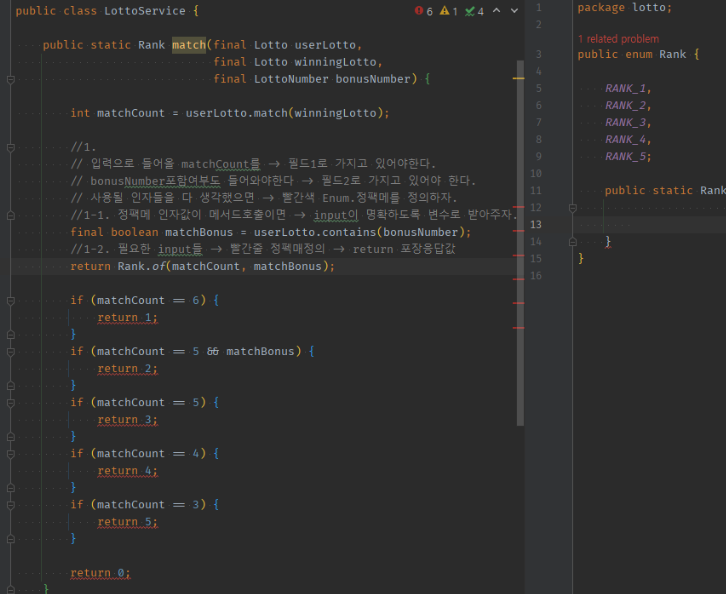 public class LottoService {
6 1 4
public static Rank match(final Lotto userLotto,
final Lotto winningLotto,
final LottoNumber bonusNumber) {
int matchCount = userLotto.match(winningLotto);
//1.
// 입력으로 들어올 matchCount를 → 필드1로 가지고 있어야한다.
// bonusNumber포함여부도 들어와야한다 → 필드2로 가지고 있어야 한다.
// 사용될 인자들을 다 생각했으면 → 빨간색 Enum.정팩메를 정의하자.
//1-1. 정팩메 인자값이 메서드호출이면 → input이 명확하도록 변수로 받아주자.
final boolean matchBonus = userLotto.contains(bonusNumber);
//1-2. 필요한 input들 → 빨간줄 정팩매정의 → return 포장응답값
return Rank.of(matchCount, matchBonus);
if (matchCount == 6) {
return 1;
}
if (matchCount == 5 && matchBonus) {
return 2;
}
if (matchCount == 5) {
return 3;
}
if (matchCount == 4) {
return 4;
}
if (matchCount == 3) {
return 5;
}
return 0;
}
1 package lotto;
2
1 related problem
3 public enum Rank {
4
5 RANK_1,
6 RANK_2,
7 RANK_3,
8 RANK_4,
9 RANK_5;
10
11 public static Rank
12
13
14 }
15 }
16